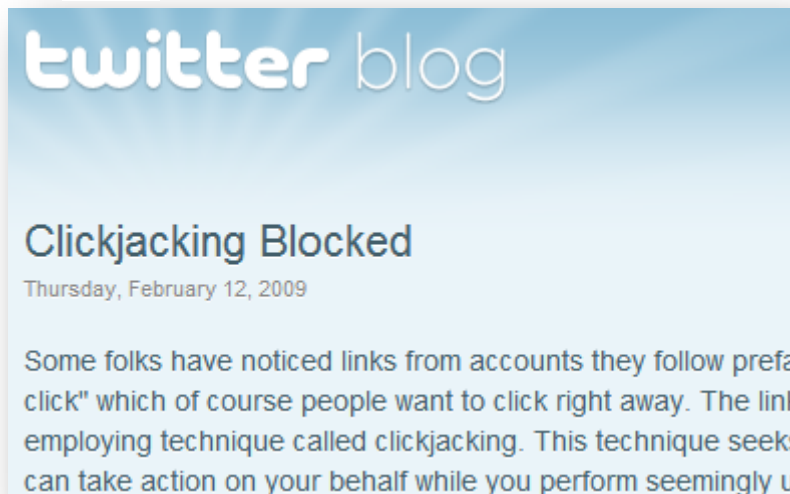 twitter blog
Clickjacking Blocked
Thursday, February 12, 2009
Some folks have noticed links from accounts they follow
click" which of course people want to click right away. The
employing technique called clickjacking. This technique
can take action on your behalf while you perform seemingly